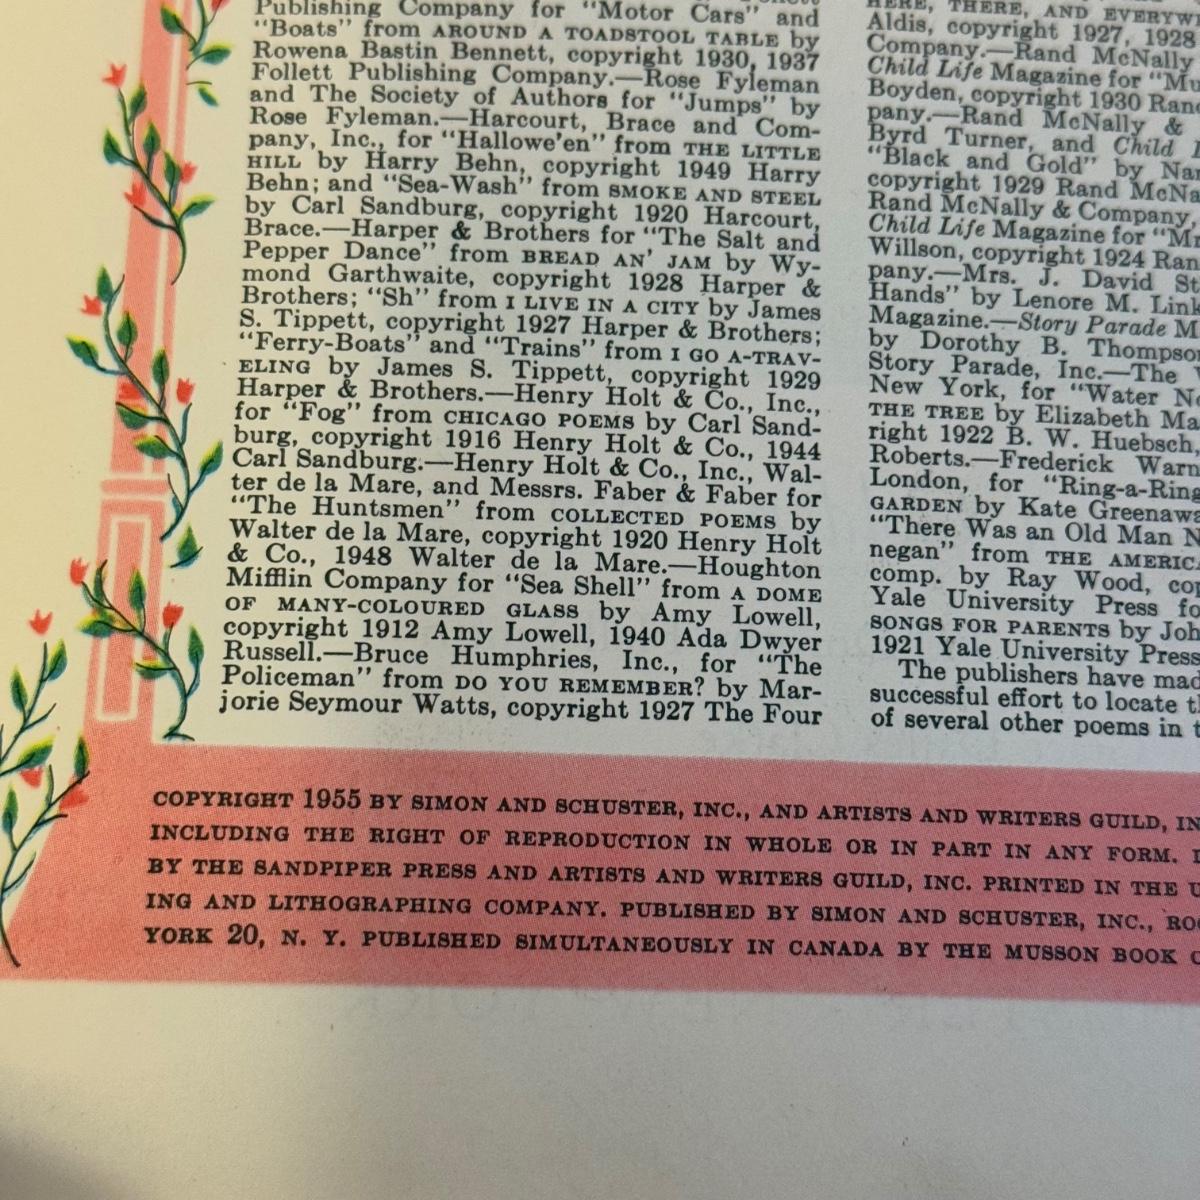 Publishing Company for "Motor Cars" and
"Boats" from AROUND A TOADSTOOL TABLE by
Rowena Bastin Bennett, copyright 1930, 1937
Follett Publishing Company.—Rose Fyleman
and The Society of Authors for "Jumps" by
Rose Fyleman.—Harcourt, Brace and Com-
pany, Inc., for "Hallowe'en" from THE LITTLE
HILL by Harry Behn, copyright 1949 Harry
Behn; and "Sea-Wash" from SMOKE AND STEEL
by Carl Sandburg, copyright 1920 Harcourt,
Brace.—Harper & Brothers for "The Salt and
Pepper Dance" from BREAD AN' JAM by Wy-
mond Garthwaite, copyright 1928 Harper &
Brothers; "Sh" from I LIVE IN A CITY by James
S. Tippett, copyright 1927 Harper & Brothers;
"Ferry-Boats" and "Trains" from I GO A-TRAV-
ELING by James S. Tippett, copyright 1929
Harper & Brothers.—Henry Holt & Co., Inc.,
for "Fog" from CHICAGO POEMS by Carl Sand-
burg, copyright 1916 Henry Holt & Co., 1944
Carl Sandburg.—Henry Holt & Co., Inc., Wal-
ter de la Mare, and Messrs. Faber & Faber for
"The Huntsmen" from COLLECTED POEMS by
Walter de la Mare, copyright 1920 Henry Holt
& Co., 1948 Walter de la Mare.—Houghton
Mifflin Company for "Sea Shell" from A DOME
OF MANY-COLOURED GLASS by Amy Lowell,
copyright 1912 Amy Lowell, 1940 Ada Dwyer
Russell.—Bruce Humphries, Inc., for "The
Policeman" from DO YOU REMEMBER? by Mar-
jorie Seymour Watts, copyright 1927 The Four
HERE, THERE, AND
Aldis, copyright 1927, 1928
Company.—Rand McNally
Child Life Magazine for
Boyden, copyright 1930
pany.—Rand McNally &
Byrd Turner, and Child
"Black and Gold" by
copyright 1929 Rand
Rand McNally & Company,
Child Life Magazine for
Willson, copyright 1924
pany.—Mrs. J. David
Hands" by Lenore M.
Magazine.—Story Parade
by Dorothy B.
Story Parade, Inc.—The
New York, for "Water
THE TREE by Elizabeth
right 1922 B. W. Huebsch,
Roberts.—Frederick
London, for
GARDEN by Kate
"There Was an Old Man
negan" from THE
comp. by Ray Wood,
Yale University Press
SONGS FOR PARENTS by
1921 Yale University Press
The publishers have
successful effort to locate
of several other poems in
COPYRIGHT 1955 BY SIMON AND SCHUSTER, INC., AND ARTISTS AND WRITERS GUILD,
INCLUDING THE RIGHT OF REPRODUCTION IN WHOLE OR IN PART IN ANY FORM.
BY THE SANDPIPER PRESS AND ARTISTS AND WRITERS GUILD, INC. PRINTED IN THE
ING AND LITHOGRAPHING COMPANY. PUBLISHED BY SIMON AND SCHUSTER, INC.,
YORK 20, N. Y. PUBLISHED SIMULTANEOUSLY IN CANADA BY THE MUSSON BOOK